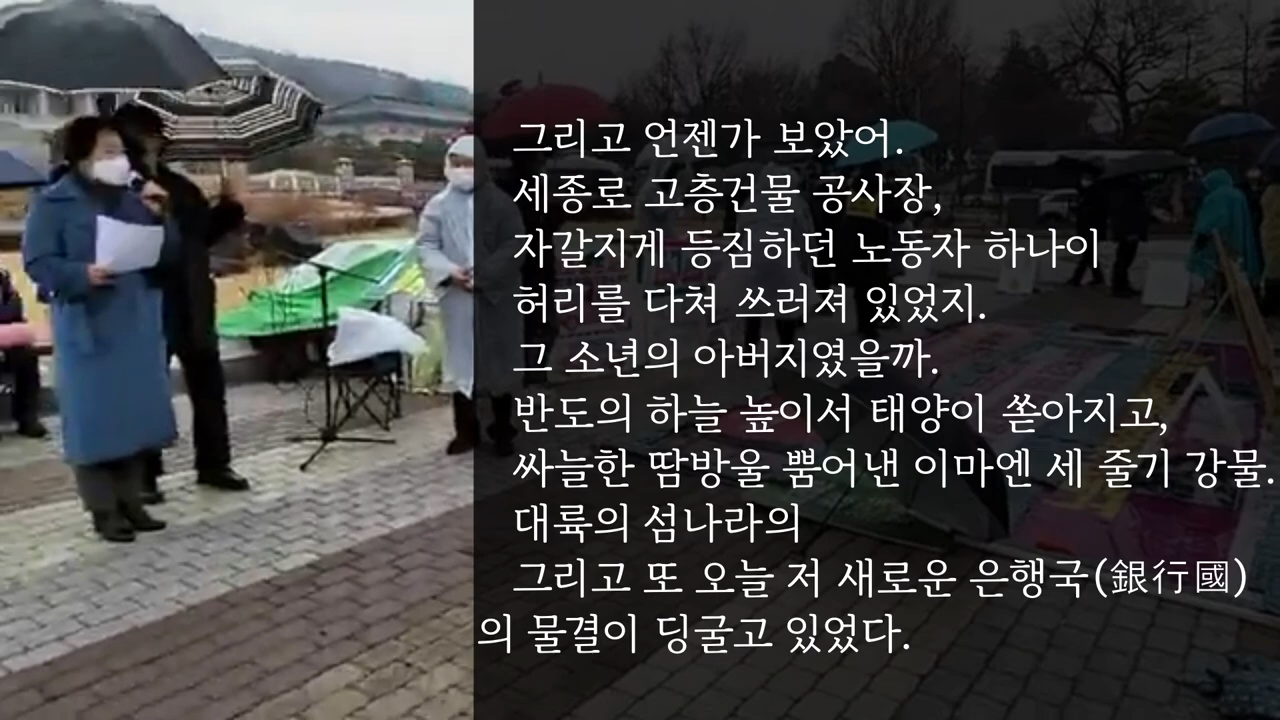 그리고 언젠가 보았어.
세종로 고층건물 공사장,
자갈지게 등짐하던 노동자 하나이
허리를 다쳐 쓰러져 있었지.
그 소년의 아버지였을까.
반도의 하늘 높이서 태양이 쏟아지고,
싸늘한 땀방울 뿜어낸 이마엔 세 줄기 강물.
대륙의 섬나라의
그리고 또 오늘 저 새로운 은행국(銀行國)
의 물결이 딩굴고 있었다.